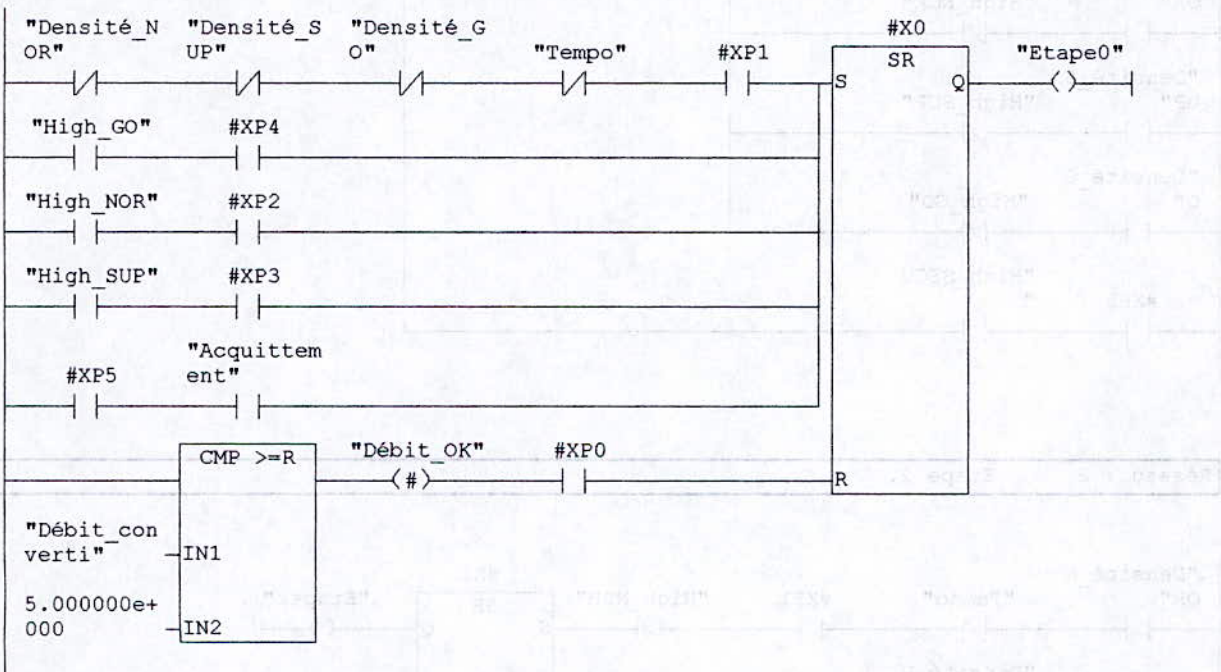 "Densité_N "Densité_S "Densité_G
OR" UP" O" "Tempo" #XP1
#X0
SR
S Q
"Etape0"
"High_GO" #XP4
"High_NOR" #XP2
"High_SUP" #XP3
"Acquittem
#XP5 ent"
CMP >=R
"Débit_OK" #XP0
(#)
R
"Débit_con
verti" IN1
5.000000e+
000 IN2